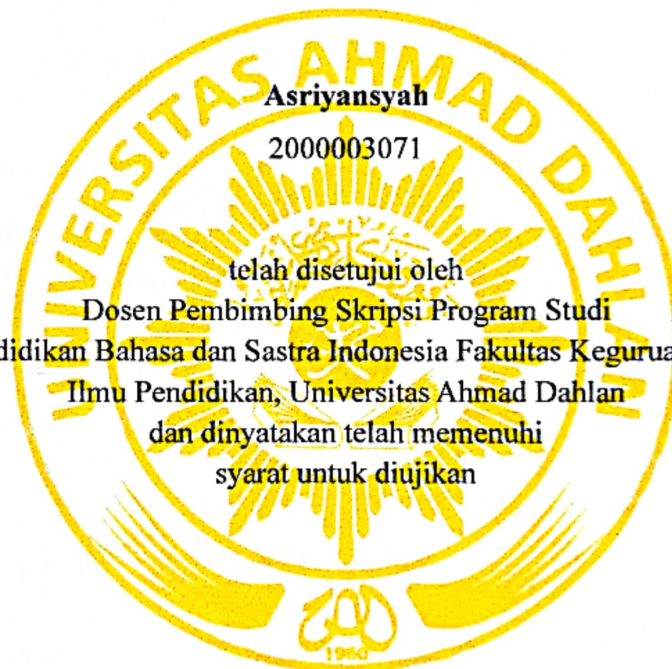 UNIVERSITAS AHMAD DAHLAN
Asriyansyah
2000003071
telah disetujui oleh
Dosen Pembimbing Skripsi Program Studi
didikan Bahasa dan Sastra Indonesia Fakultas Kegurua
Ilmu Pendidikan, Universitas Ahmad Dahlan
dan dinyatakan telah memenuhi
syarat untuk diujikan
1960